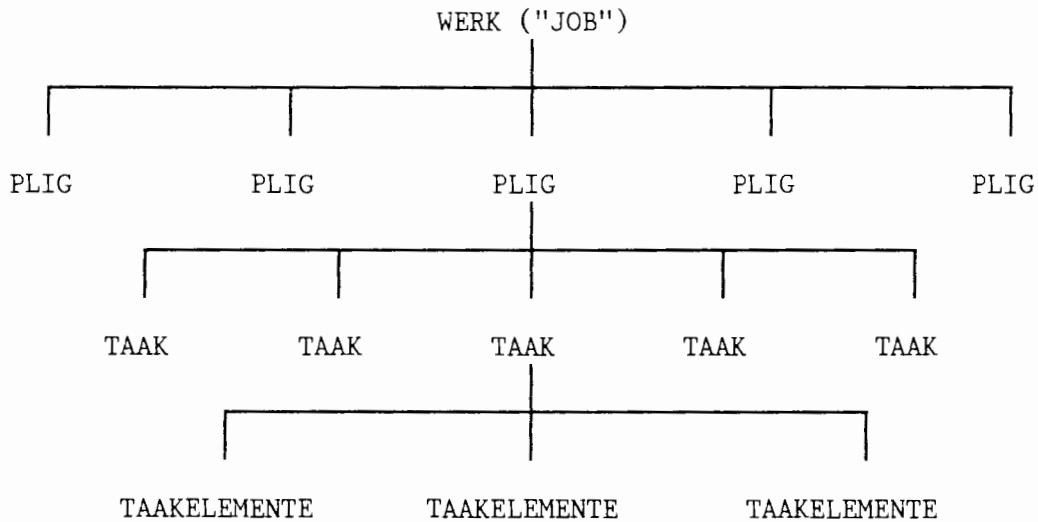 WERK ("JOB")
PLIG PLIG PLIG PLIG PLIG
TAAK TAAK TAAK TAAK TAAK
TAAKELEMENTE TAAKELEMENTE TAAKELEMENTE